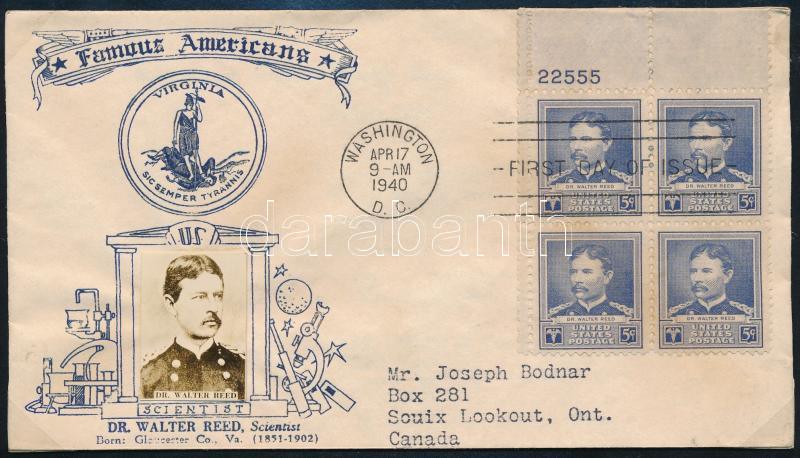 Famous Americans
VIRGINIA
SIC SEMPER TYRANNIS
US
DR. WALTER REED
SCIENTIST
DR. WALTER REED, Scientist
Born: Gloucester Co., Va. (1851-1902)
WASHINGTON
APR 17
9-AM
1940
D. C.
22555
FIRST DAY OF ISSUE
DR. WALTER REED
STATES
POSTAGE
5¢
DR. WALTER REED
STATES
POSTAGE
5¢
DR. WALTER REED
UNITED STATES
POSTAGE
5¢
DR. WALTER REED
UNITED STATES
POSTAGE
5¢
Mr. Joseph Bodnar
Box 281
Souix Lookout, Ont.
Canada
darabanth